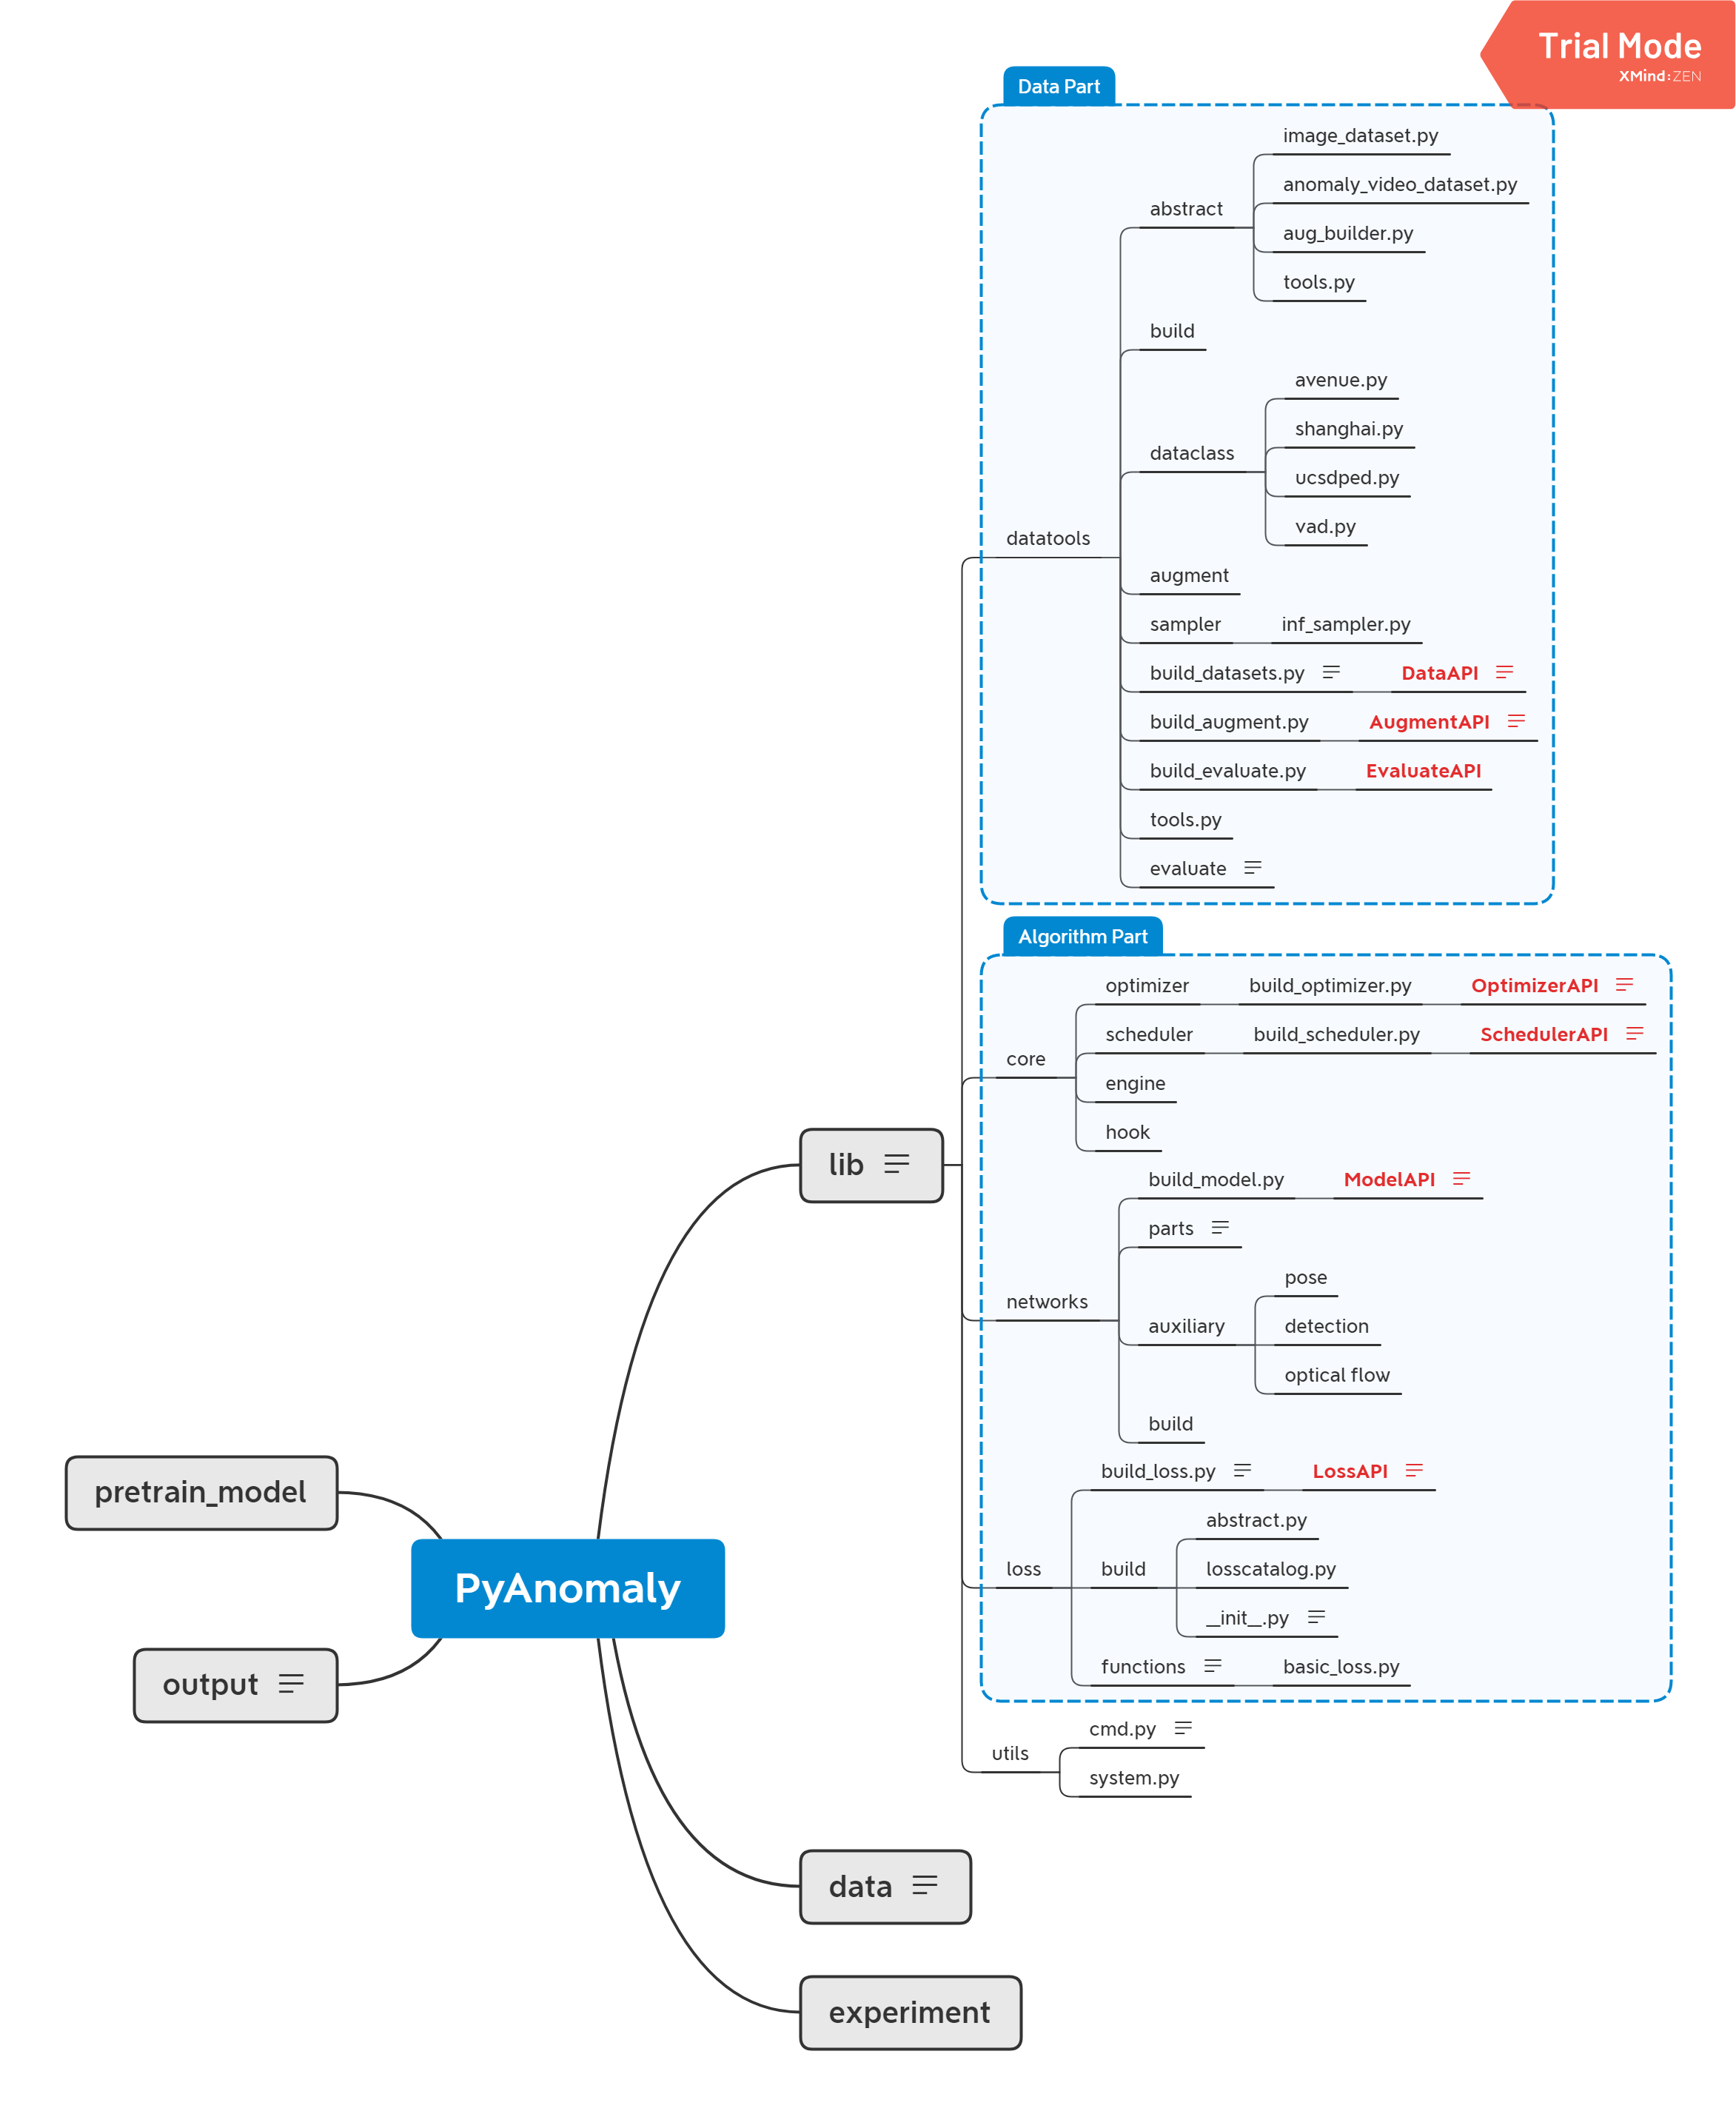 Trial Mode
XMind:ZEN
Data Part
image_dataset.py
anomaly_video_dataset.py
abstract
aug_builder.py
tools.py
build
avenue.py
shanghai.py
dataclass
ucsdped.py
vad.py
datatools
augment
sampler inf_sampler.py
build_datasets.py DataAPI
build_augment.py AugmentAPI
build_evaluate.py EvaluateAPI
tools.py
evaluate
Algorithm Part
optimizer build_optimizer.py OptimizerAPI
scheduler build_scheduler.py SchedulerAPI
core
engine
hook
lib
build_model.py ModelAPI
parts
pose
networks
auxiliary detection
optical flow
build
build_loss.py LossAPI
abstract.py
loss build losscatalog.py
_init_.py
functions basic_loss.py
cmd.py
utils
system.py
pretrain_model
PyAnomaly
output
data
experiment